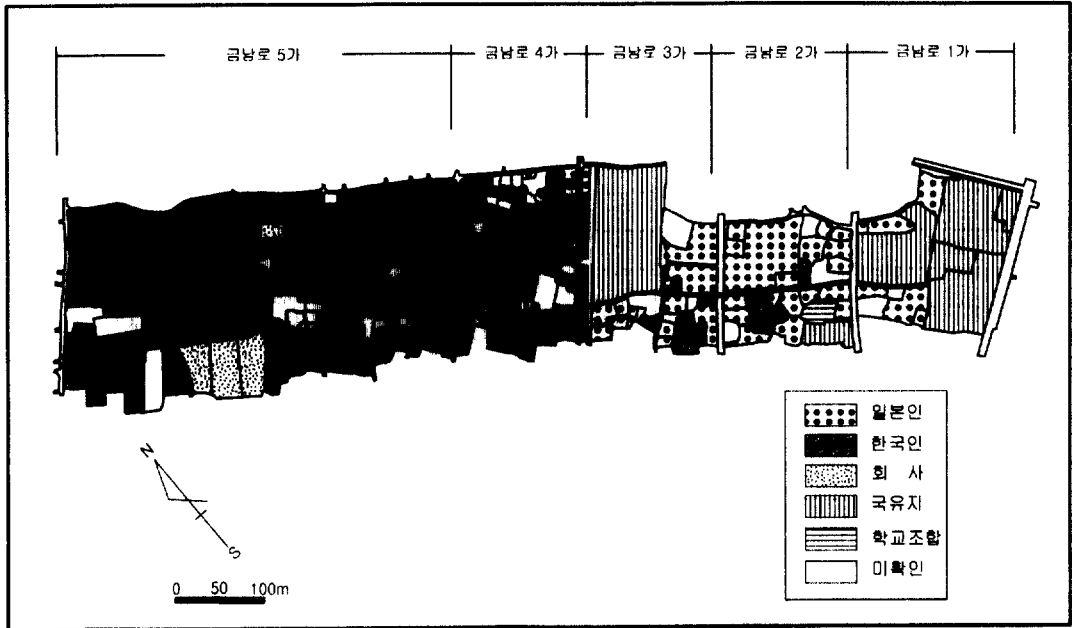 금남로 5가
금남로 4가
금남로 3가
금남로 2가
금남로 1가
일본인
한국인
회 사
국유지
학교조합
미확인
N
S
0 50 100m